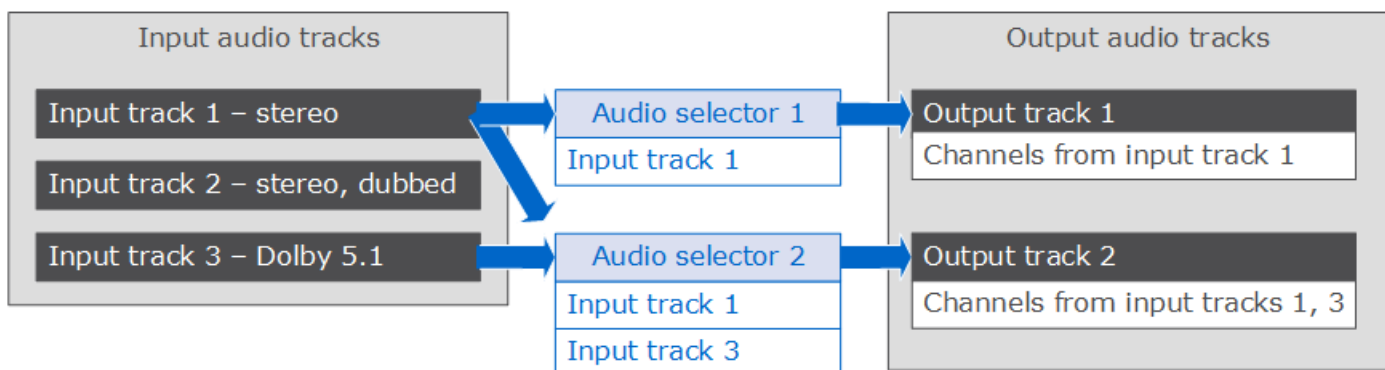 Input audio tracks
Input track 1 – stereo
Input track 2 – stereo, dubbed
Input track 3 – Dolby 5.1
Audio selector 1
Input track 1
Audio selector 2
Input track 1
Input track 3
Output audio tracks
Output track 1
Channels from input track 1
Output track 2
Channels from input tracks 1, 3